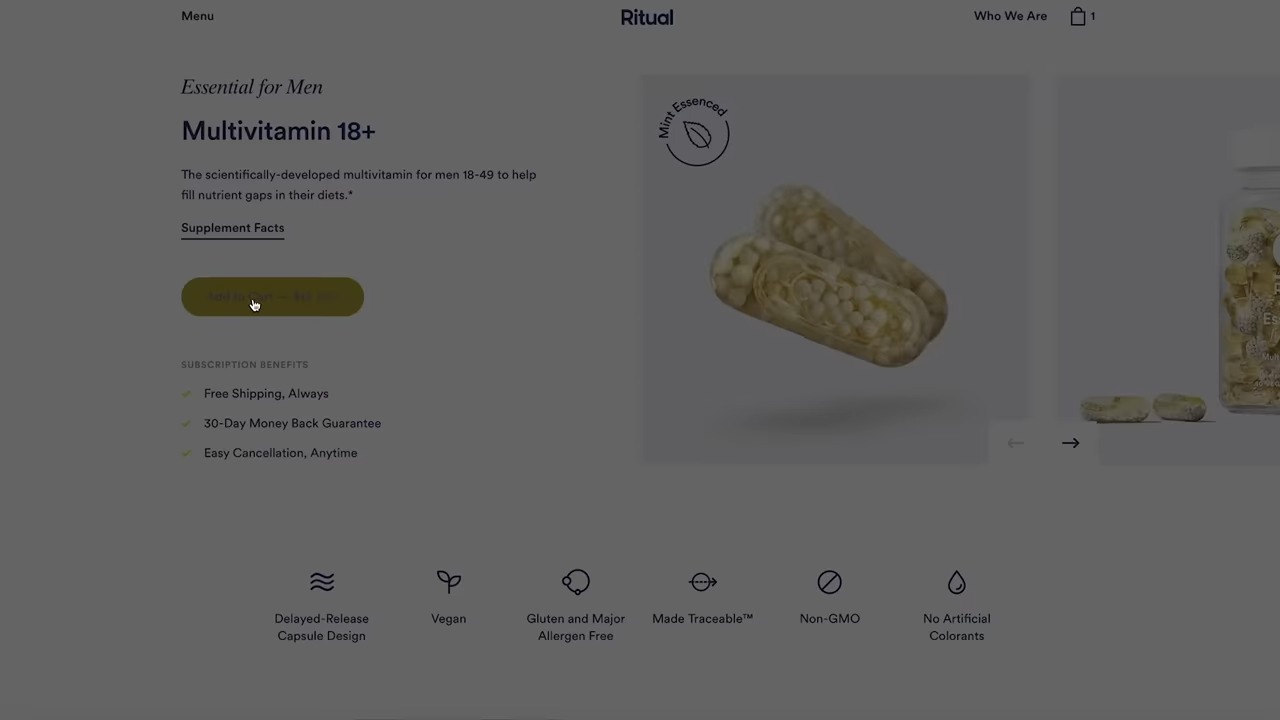 Menu
Ritual
Who We Are
1
Essential for Men
Multivitamin 18+
The scientifically-developed multivitamin for men 18-49 to help
fill nutrient gaps in their diets.*
Supplement Facts
Add to Cart —
SUBSCRIPTION BENEFITS
Free Shipping, Always
30-Day Money Back Guarantee
Easy Cancellation, Anytime
Mint Essenced
Delayed-Release
Capsule Design
Vegan
Gluten and Major
Allergen Free
Made Traceable™
Non-GMO
No Artificial
Colorants